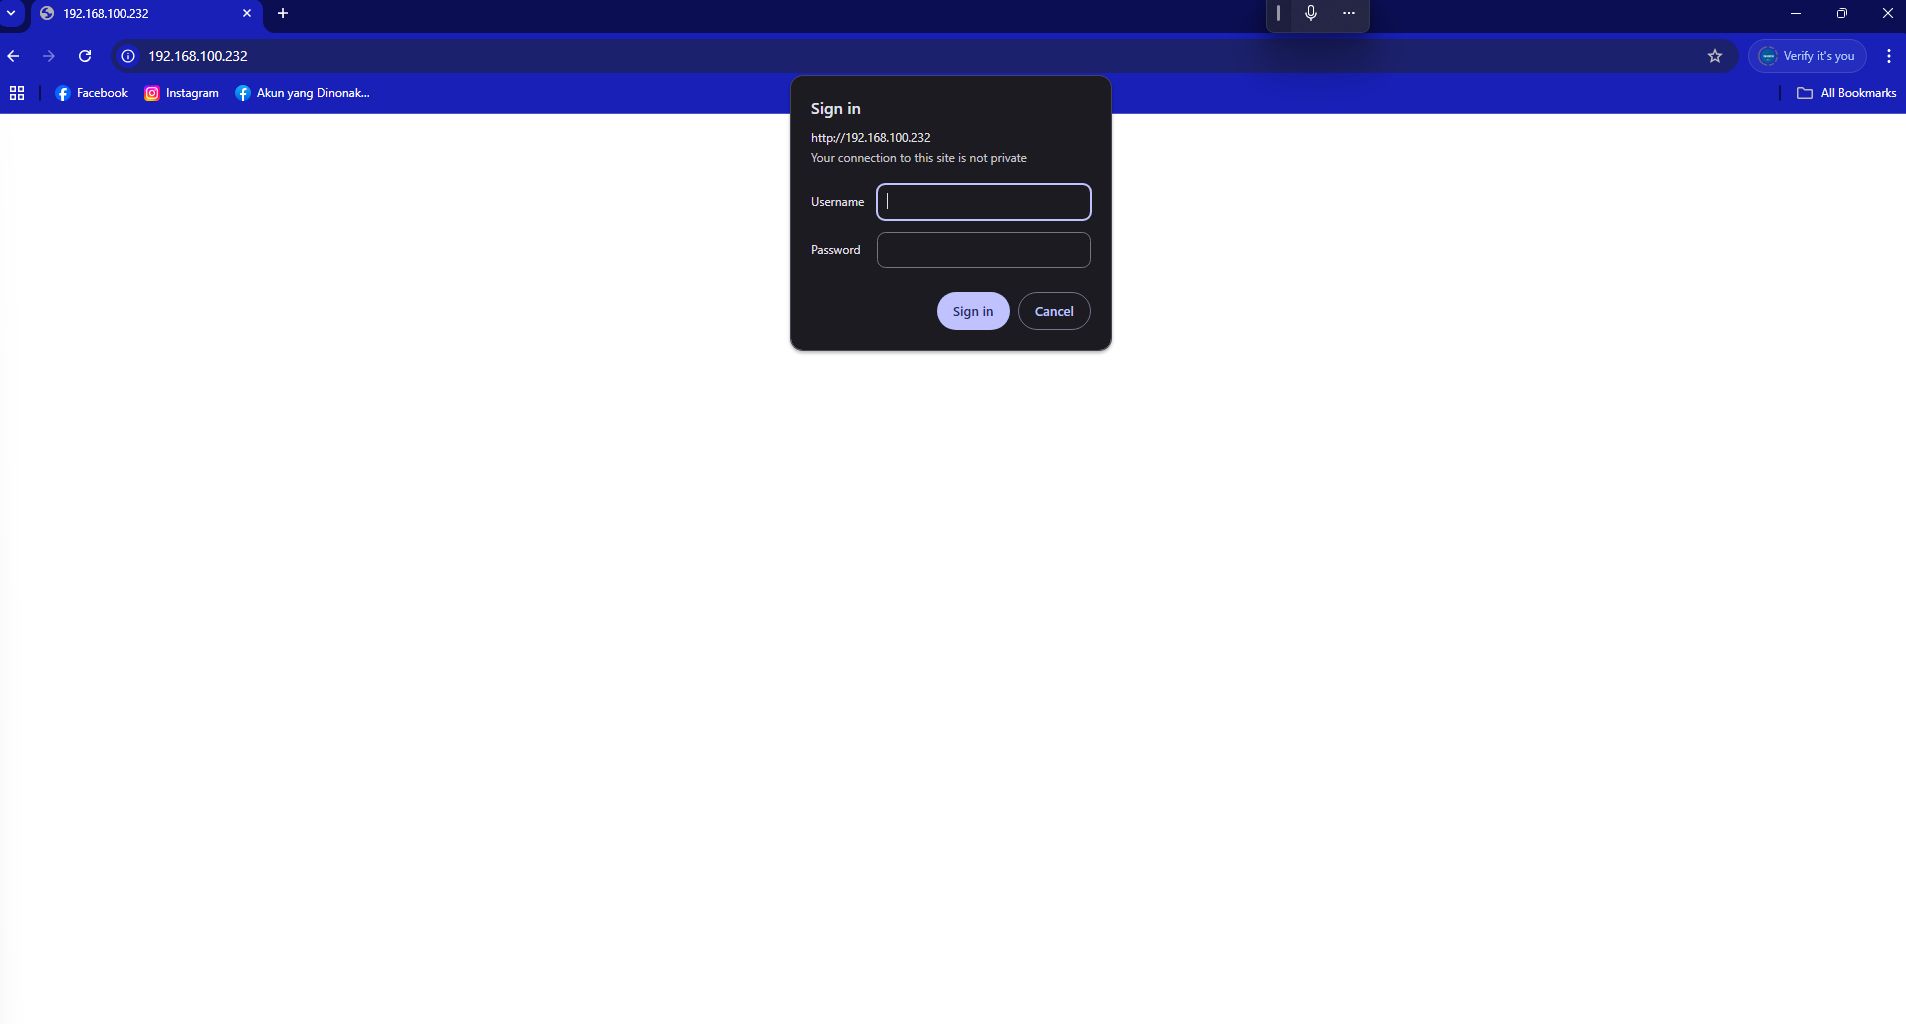 192.168.100.232
192.168.100.232
Verify it's you
Facebook
Instagram
Akun yang Dinonak...
All Bookmarks
Sign in
http://192.168.100.232
Your connection to this site is not private
Username
Password
Sign in
Cancel